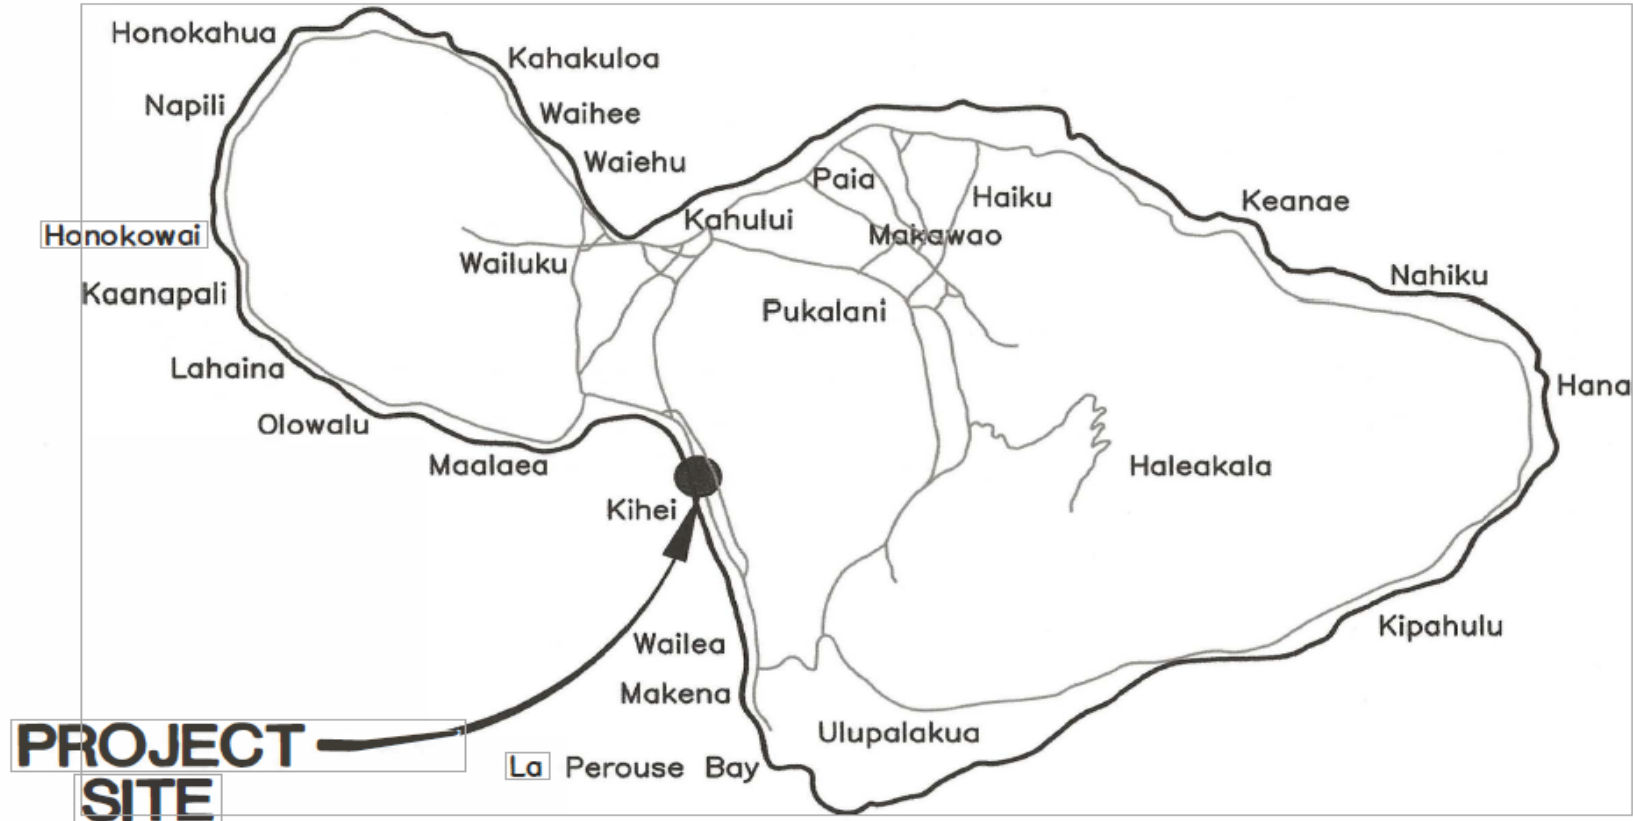 Honokahua
Kahakuloa
Napili
Waihee
Waiehu
Paia
Haiku
Keanae
Kahului
Honokowai
Makawao
Wailuku
Nahiku
Kaanapali
Pukalani
Lahaina
Hana
Olowalu
Maalaea
Haleakala
Kihei
Kipahulu
Wailea
Makena
Ulupalakua
PROJECT
SITE
La Perouse Bay